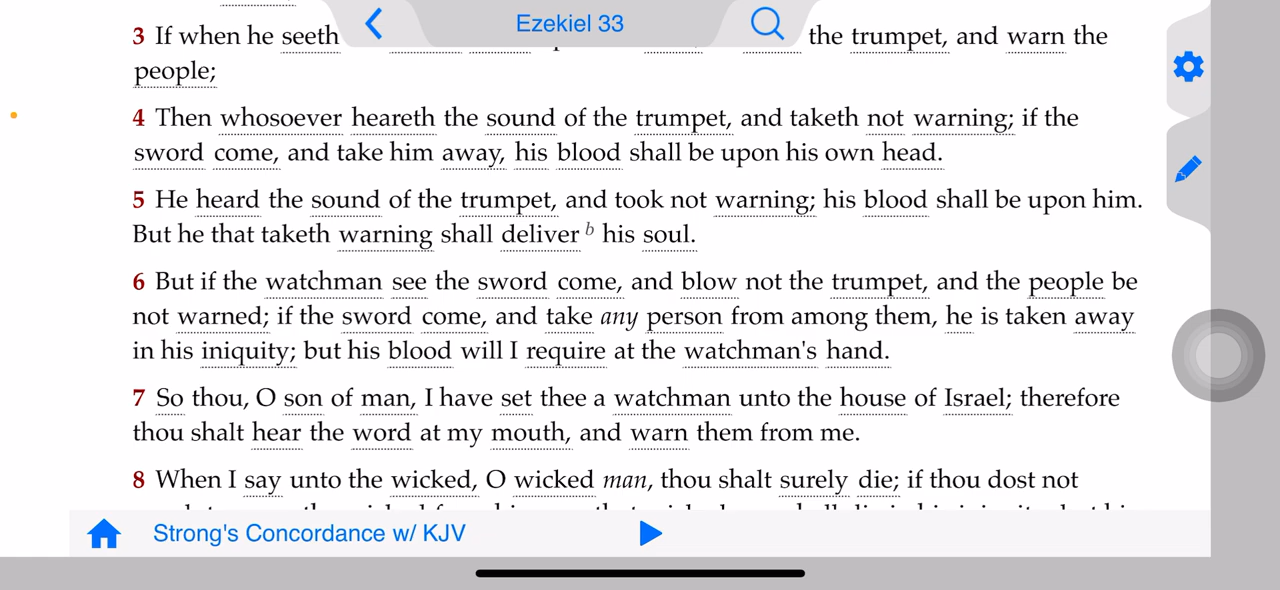 Ezekiel 33
3 If when he seeth the trumpet, and warn the
people;
4 Then whosoever heareth the sound of the trumpet, and taketh not warning; if the
sword come, and take him away, his blood shall be upon his own head.
5 He heard the sound of the trumpet, and took not warning; his blood shall be upon him.
But he that taketh warning shall deliver b his soul.
6 But if the watchman see the sword come, and blow not the trumpet, and the people be
not warned; if the sword come, and take any person from among them, he is taken away
in his iniquity; but his blood will I require at the watchman's hand.
7 So thou, O son of man, I have set thee a watchman unto the house of Israel; therefore
thou shalt hear the word at my mouth, and warn them from me.
8 When I say unto the wicked, O wicked man, thou shalt surely die; if thou dost not
Strong's Concordance w/ KJV